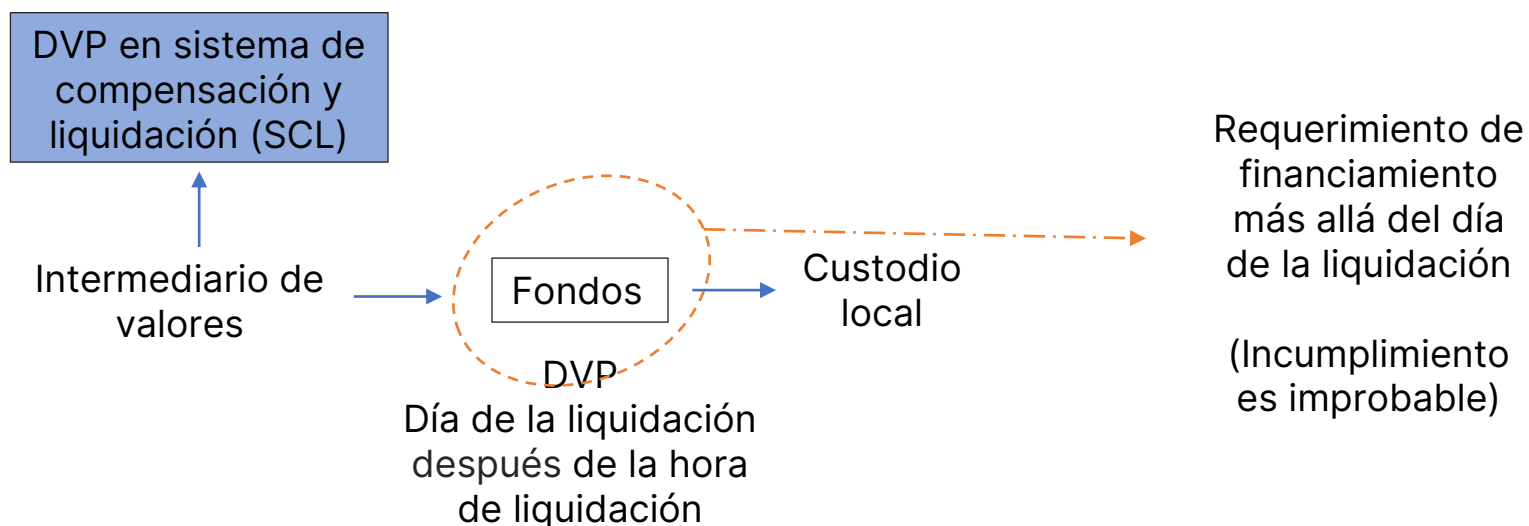 DVP en sistema de
compensación y
liquidación (SCL)
Intermediario de
valores
Fondos
DVP
Día de la liquidación
después de la hora
de liquidación
Custodio
local
Requerimiento de
financiamiento
más allá del día
de la liquidación
(Incumplimiento
es improbable)